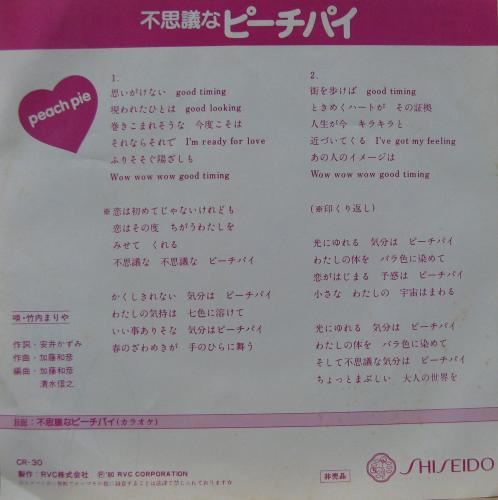 不思議なピーチパイ
peach pie
1.
思いがけない good timing
現われたひとは good looking
巻きこまれそうな 今度こそは
それならそれで I'm ready for love
ふりそそぐ陽ざしも
Wow wow wow good timing
※恋は初めてじゃないけれども
恋はその度 ちがうわたしを
みせて くれる
不思議な 不思議な ピーチパイ
かくしきれない 気分は ピーチパイ
わたしの気持は 七色に溶けて
いい事ありそな 気分はピーチパイ
春のざわめきが 手のひらに舞う
2.
街を歩けば good timing
ときめくハートが その証拠
人生が今 キラキラと
近づいてくる I've got my feeling
あの人のイメージは
Wow wow wow good timing
(※印くり返し)
光にゆれる 気分は ピーチパイ
わたしの体を バラ色に染めて
恋がはじまる 予感は ピーチパイ
小さな わたしの 宇宙はまわる
光にゆれる 気分は ピーチパイ
わたしの体を バラ色に染めて
そして不思議な気分は ピーチパイ
ちょっとまぶしい 大人の世界を
唄・竹内まりや
作詞・安井かずみ
作曲・加藤和彦
編曲・加藤和彦
清水信之
B面:不思議なピーチパイ(カラオケ)
CR-30
製作:RVC株式会社 Ⓟ'80 RVC CORPORATION
非売品
SHISEIDO